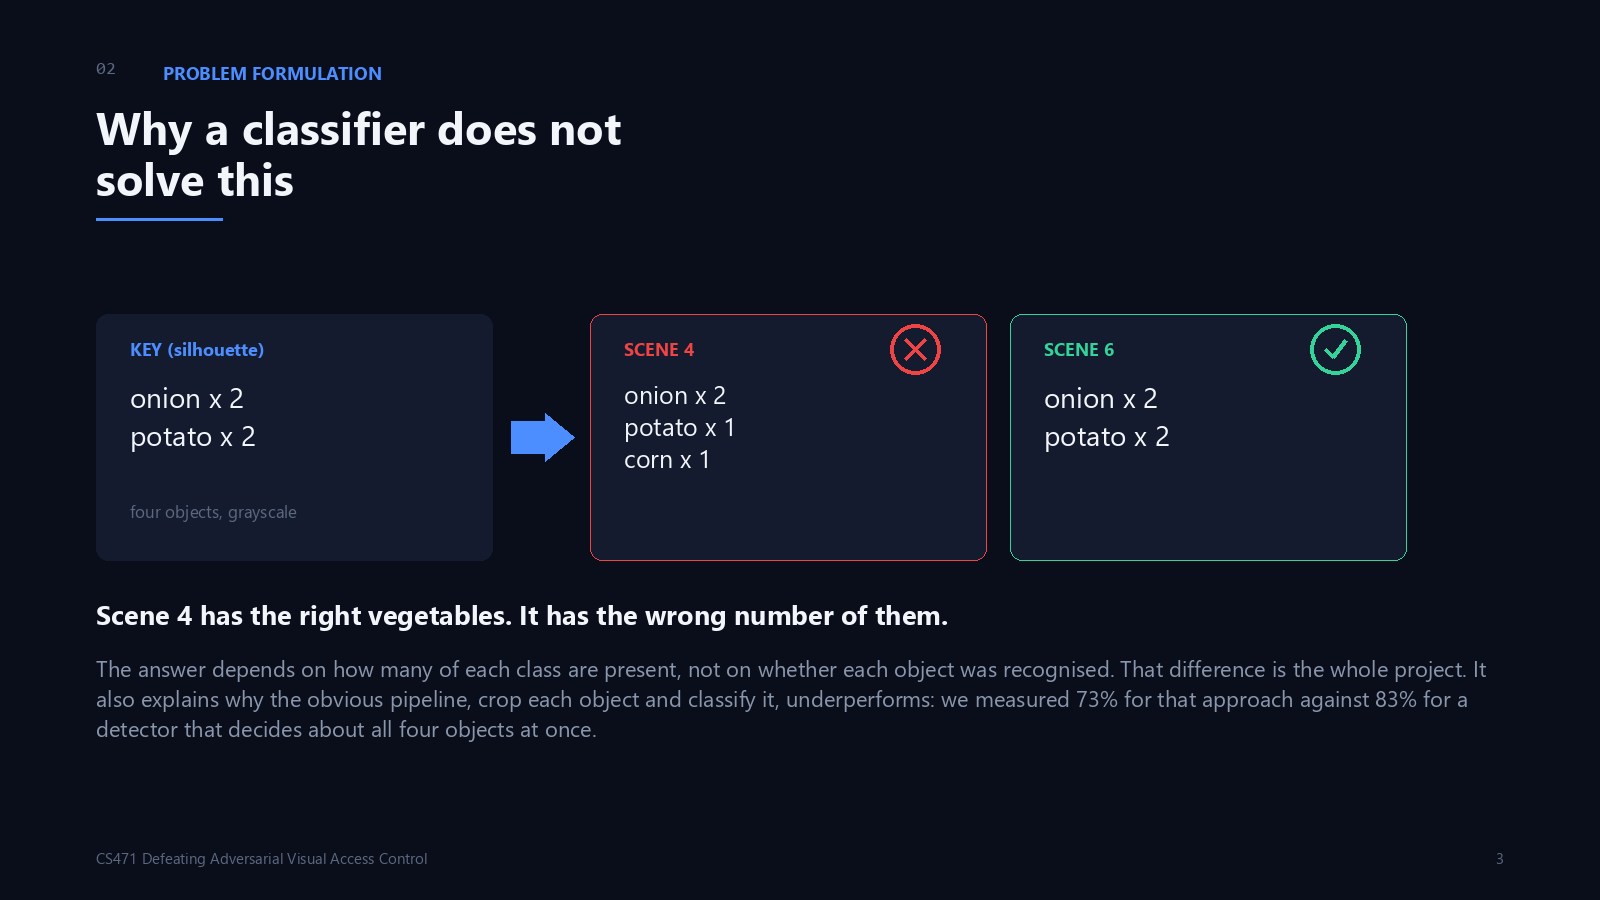 02
PROBLEM FORMULATION
Why a classifier does not
solve this
KEY (silhouette)
onion x 2
potato x 2
four objects, grayscale
SCENE 4
onion x 2
potato x 1
corn x 1
SCENE 6
onion x 2
potato x 2
Scene 4 has the right vegetables. It has the wrong number of them.
The answer depends on how many of each class are present, not on whether each object was recognised. That difference is the whole project. It
also explains why the obvious pipeline, crop each object and classify it, underperforms: we measured 73% for that approach against 83% for a
detector that decides about all four objects at once.
CS471 Defeating Adversarial Visual Access Control
3